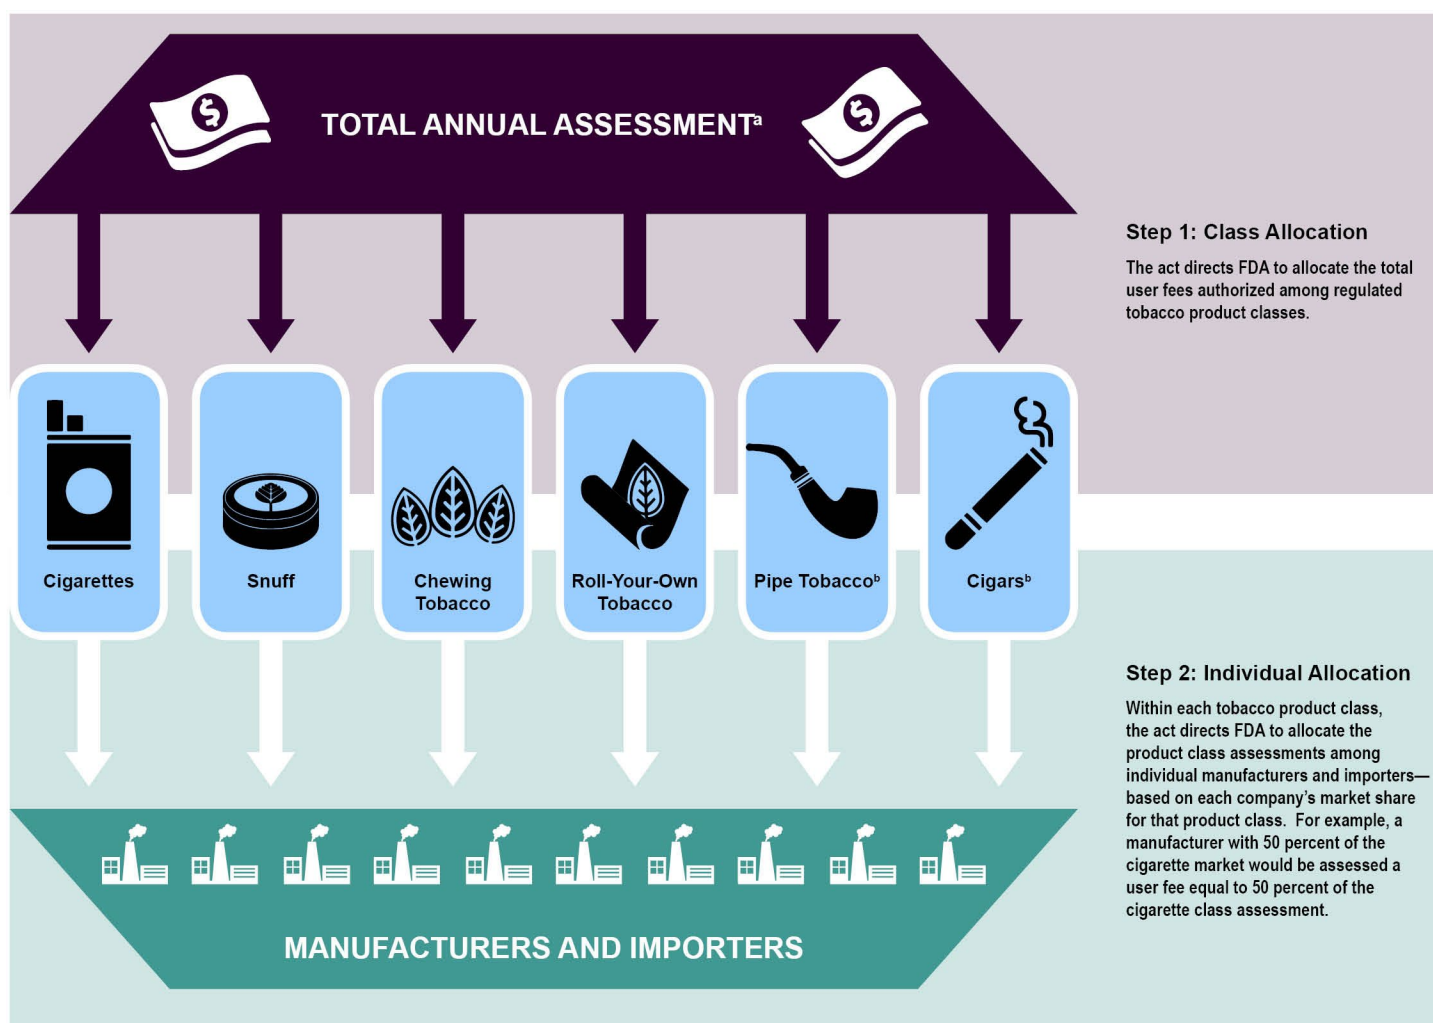 TOTAL ANNUAL ASSESSMENTᵃ
Step 1: Class Allocation
The act directs FDA to allocate the total
user fees authorized among regulated
tobacco product classes.
Cigarettes
Snuff
Chewing
Tobacco
Roll-Your-Own
Tobacco
Pipe Tobaccoᵇ
Cigarsᵇ
Step 2: Individual Allocation
Within each tobacco product class,
the act directs FDA to allocate the
product class assessments among
individual manufacturers and importers—
based on each company’s market share
for that product class.  For example, a
manufacturer with 50 percent of the
cigarette market would be assessed a
user fee equal to 50 percent of the
cigarette class assessment.
MANUFACTURERS AND IMPORTERS